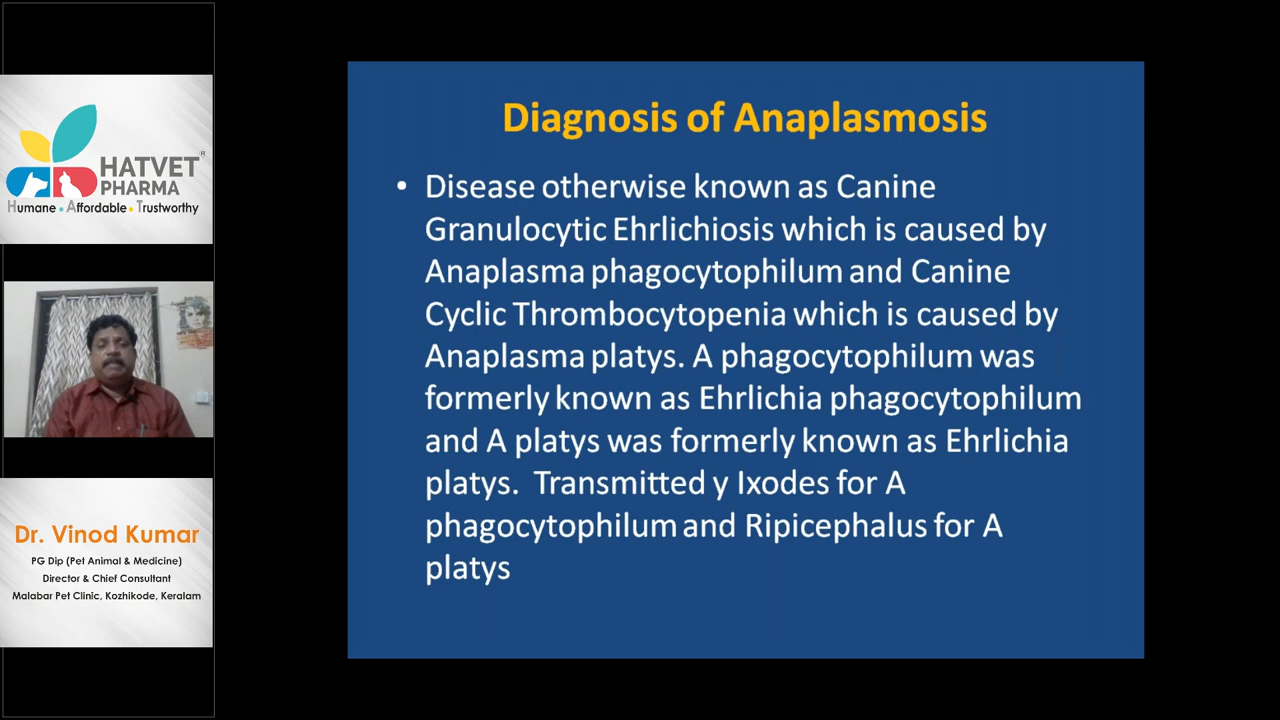 HATVET®
PHARMA
Humane • Affordable • Trustworthy
Dr. Vinod Kumar
PG Dip (Pet Animal & Medicine)
Director & Chief Consultant
Malabar Pet Clinic, Kozhikode, Keralam
Diagnosis of Anaplasmosis
• Disease otherwise known as Canine
Granulocytic Ehrlichiosis which is caused by
Anaplasma phagocytophilum and Canine
Cyclic Thrombocytopenia which is caused by
Anaplasma platys. A phagocytophilum was
formerly known as Ehrlichia phagocytophilum
and A platys was formerly known as Ehrlichia
platys.  Transmitted y Ixodes for A
phagocytophilum and Ripicephalus for A
platys